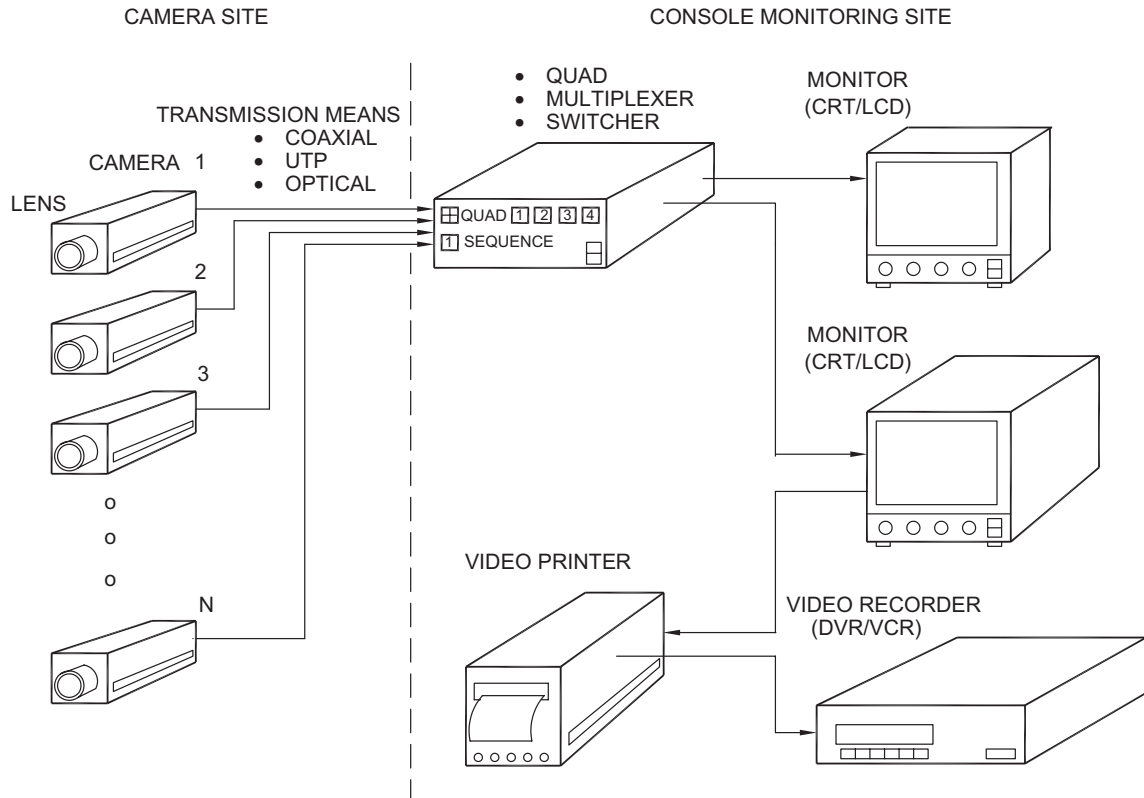 CAMERA SITE
CONSOLE MONITORING SITE
TRANSMISSION MEANS
• COAXIAL
• UTP
• OPTICAL
• QUAD
• MULTIPLEXER
• SWITCHER
MONITOR
(CRT/LCD)
CAMERA 1
LENS
QUAD 1 2 3 4
1 SEQUENCE
2
3
MONITOR
(CRT/LCD)
o
o
o
N
VIDEO PRINTER
VIDEO RECORDER
(DVR/VCR)